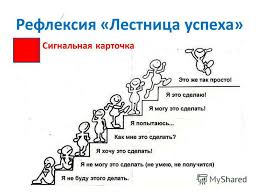 Рефлексия «Лестница успеха»
Сигнальная карточка
Это же так просто!
Я это сделаю!
Я могу это сделать!
Я попытаюсь...
Как мне это сделать?
Я хочу это сделать!
Я не могу это сделать (не умею, не получится)
Я не буду этого делать.
MyShared